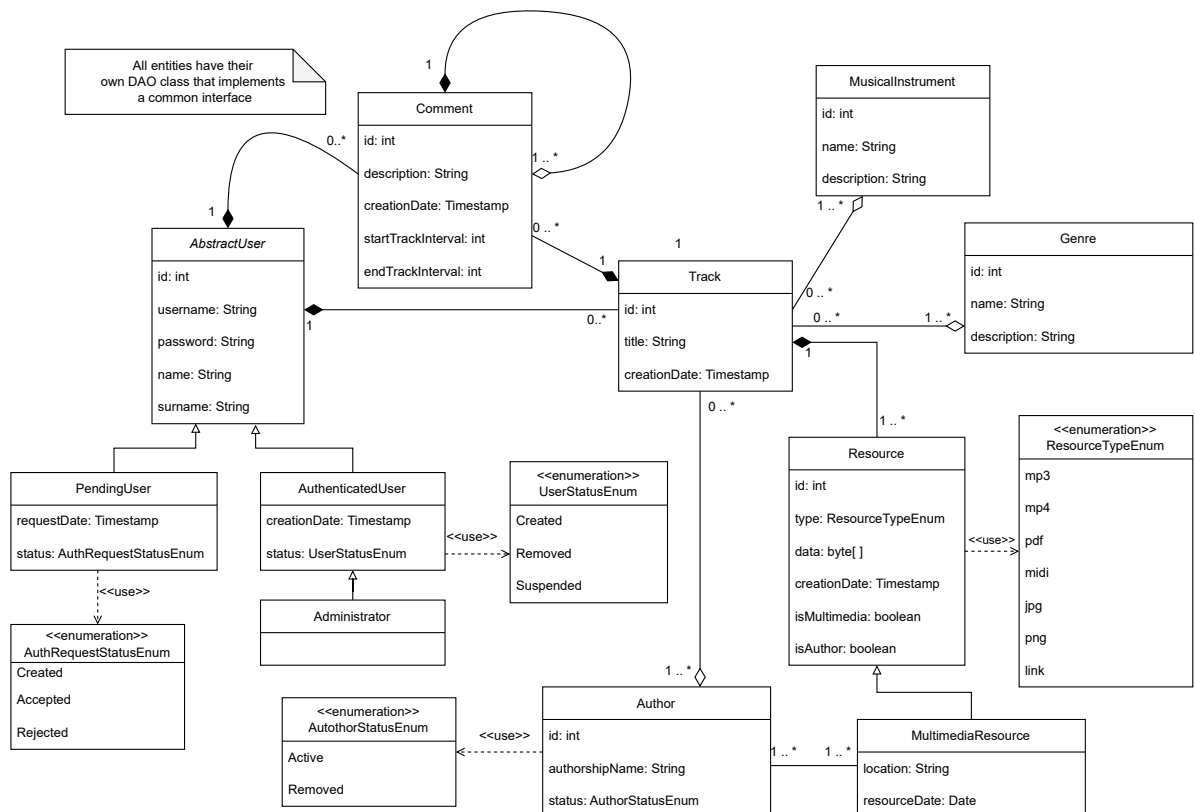 All entities have their
own DAO class that implements
a common interface
1
Comment
id: int
description: String
creationDate: Timestamp
startTrackInterval: int
endTrackInterval: int
1 .. *
0..*
1
0 .. *
1
1
MusicalInstrument
id: int
name: String
description: String
1 .. *
AbstractUser
id: int
username: String
password: String
name: String
surname: String
1
0..*
Track
id: int
title: String
creationDate: Timestamp
0 .. *
0 .. *
1 .. *
1
0 .. *
Genre
id: int
name: String
description: String
PendingUser
requestDate: Timestamp
status: AuthRequestStatusEnum
<<use>>
<<enumeration>>
AuthRequestStatusEnum
Created
Accepted
Rejected
AuthenticatedUser
creationDate: Timestamp
status: UserStatusEnum
<<use>>
Administrator
<<enumeration>>
UserStatusEnum
Created
Removed
Suspended
1 .. *
Resource
id: int
type: ResourceTypeEnum
data: byte[ ]
creationDate: Timestamp
isMultimedia: boolean
isAuthor: boolean
<<use>>
<<enumeration>>
ResourceTypeEnum
mp3
mp4
pdf
midi
jpg
png
link
<<enumeration>>
AutothorStatusEnum
Active
Removed
<<use>>
1 .. *
Author
id: int
authorshipName: String
status: AuthorStatusEnum
1 .. *
1 .. *
MultimediaResource
location: String
resourceDate: Date